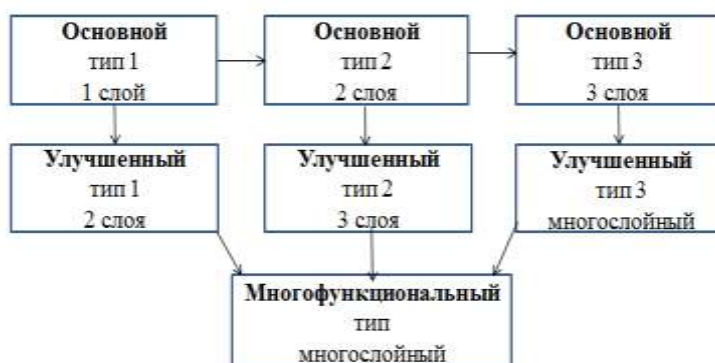 Основной
тип 1
1 слой
Основной
тип 2
2 слоя
Основной
тип 3
3 слоя
Улучшенный
тип 1
2 слоя
Улучшенный
тип 2
3 слоя
Улучшенный
тип 3
многослойный
Многофункциональный
тип
многослойный